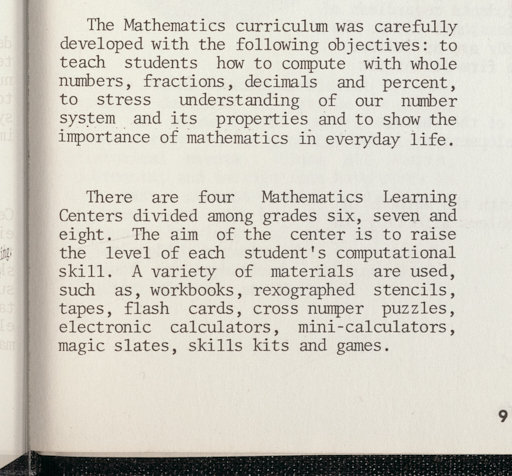 The Mathematics curriculum was carefully
developed with the following objectives: to
teach students how to compute with whole
numbers, fractions, decimals and percent,
to stress understanding of our number
system and its properties and to show the
importance of mathematics in everyday life.
There are four Mathematics Learning
Centers divided among grades six, seven and
eight. The aim of the center is to raise
the level of each student's computational
skill. A variety of materials are used,
such as, workbooks, rexographed stencils,
tapes, flash cards, cross numper puzzles,
electronic calculators, mini-calculators,
magic slates, skills kits and games.
9